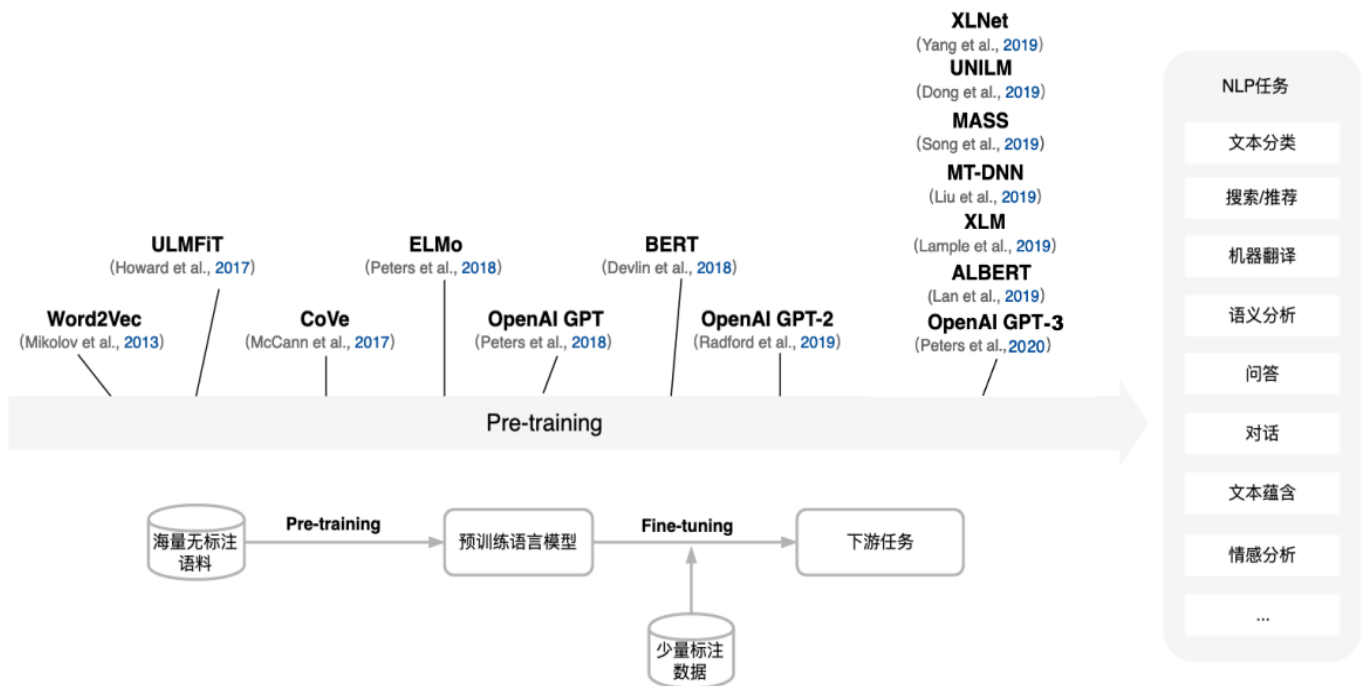 XLNet
(Yang et al., 2019)
UNILM
(Dong et al., 2019)
MASS
(Song et al., 2019)
MT-DNN
(Liu et al., 2019)
XLM
(Lample et al., 2019)
ALBERT
(Lan et al., 2019)
OpenAI GPT-3
(Peters et al.,2020)
ULMFiT
(Howard et al., 2017)
ELMo
(Peters et al., 2018)
BERT
(Devlin et al., 2018)
Word2Vec
(Mikolov et al., 2013)
CoVe
(McCann et al., 2017)
OpenAI GPT
(Peters et al., 2018)
OpenAI GPT-2
(Radford et al., 2019)
Pre-training
海量无标注
语料
Pre-training
预训练语言模型
Fine-tuning
下游任务
少量标注
数据
NLP任务
文本分类
搜索/推荐
机器翻译
语义分析
问答
对话
文本蕴含
情感分析
...